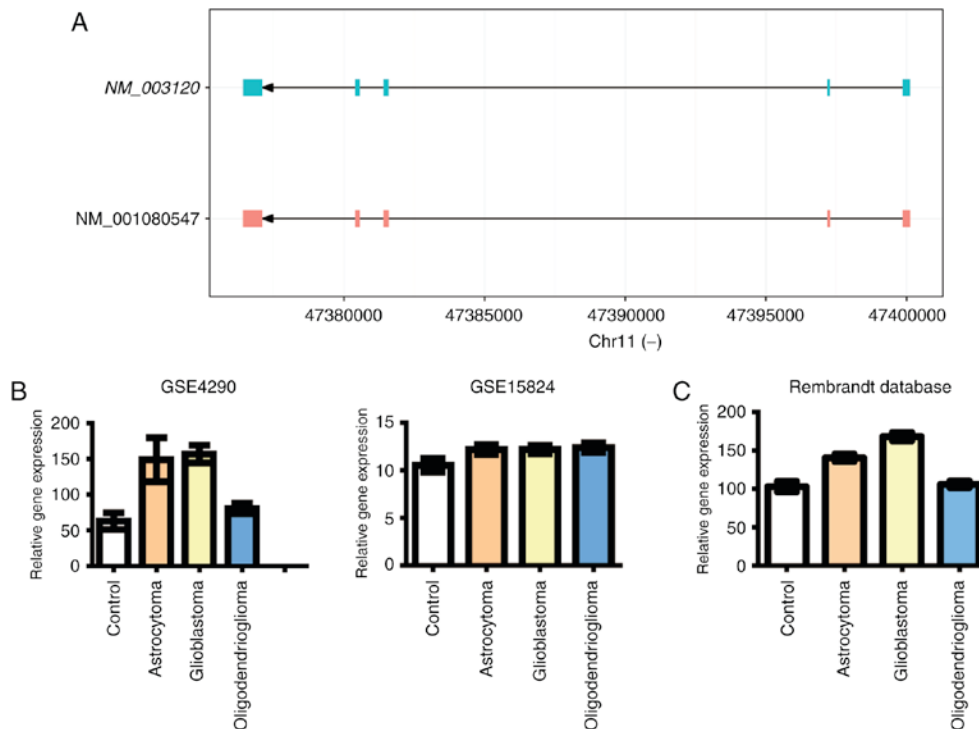 A
NM_003120
NM_001080547
47380000 47385000 47390000 47395000 47400000
Chr11 (–)
B
GSE4290
Relative gene expression
200
150
100
50
0
Control
Astrocytoma
Glioblastoma
Oligodendrioglioma
GSE15824
Relative gene expression
15
10
5
0
Control
Astrocytoma
Glioblastoma
Oligodendrioglioma
C
Rembrandt database
Relative gene expression
200
150
100
50
0
Control
Astrocytoma
Glioblastoma
Oligodendrioglioma